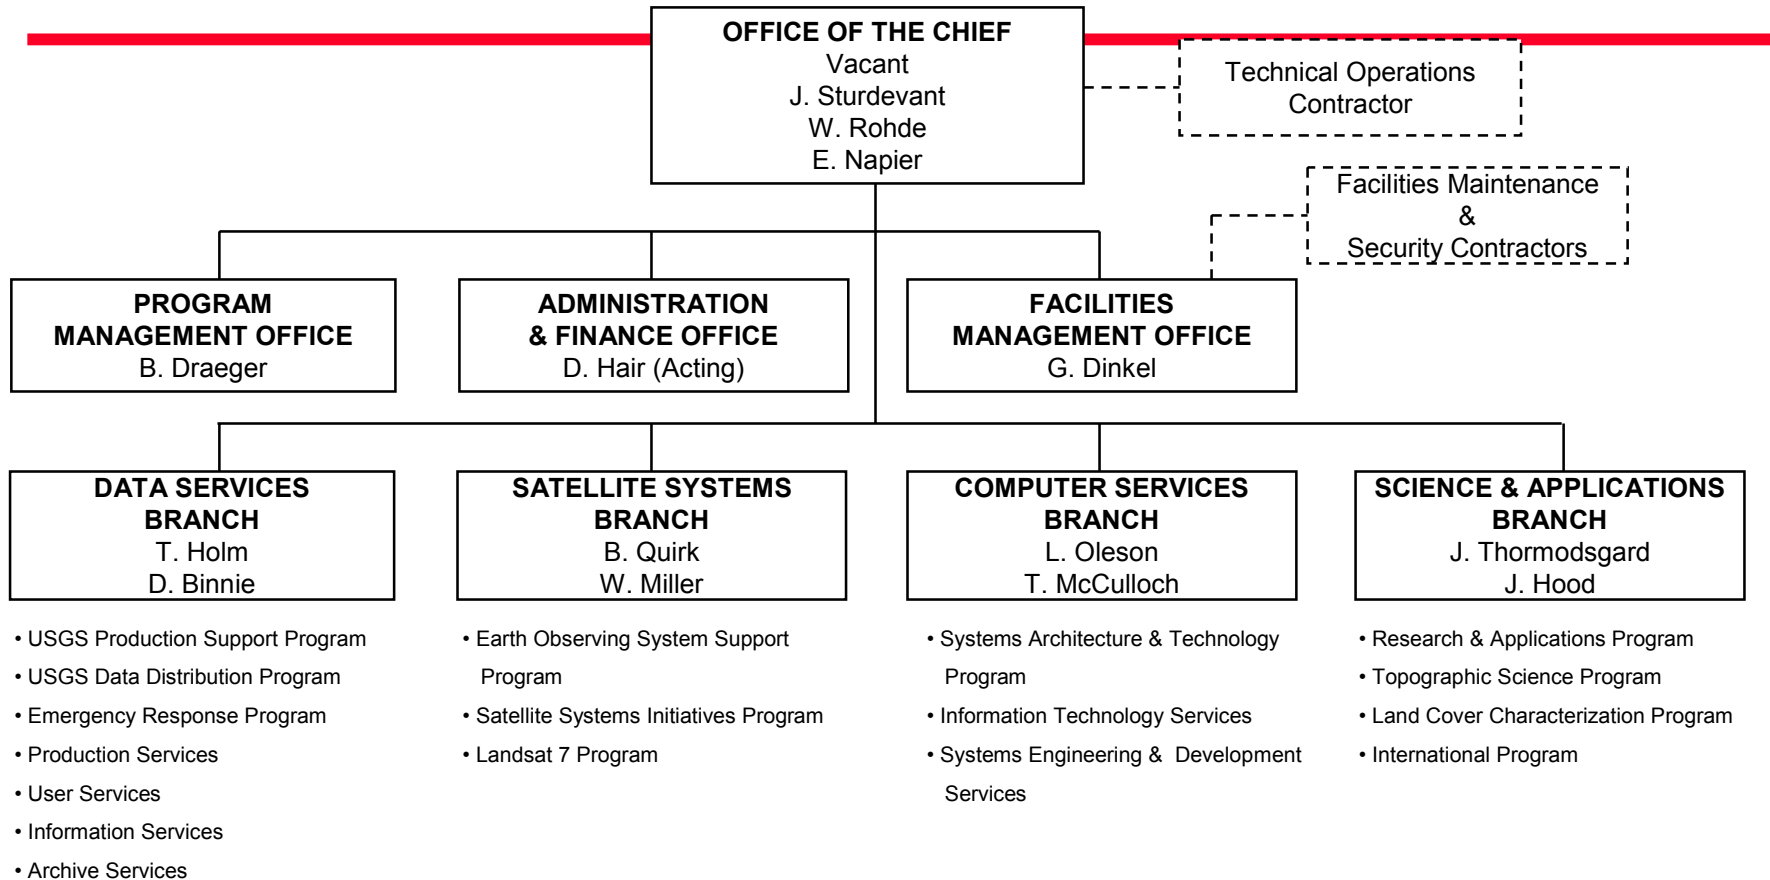 OFFICE OF THE CHIEF
Vacant
J. Sturdevant
W. Rohde
E. Napier
Technical Operations
Contractor
Facilities Maintenance
&
Security Contractors
PROGRAM
MANAGEMENT OFFICE
B. Draeger
ADMINISTRATION
& FINANCE OFFICE
D. Hair (Acting)
FACILITIES
MANAGEMENT OFFICE
G. Dinkel
DATA SERVICES
BRANCH
T. Holm
D. Binnie
SATELLITE SYSTEMS
BRANCH
B. Quirk
W. Miller
COMPUTER SERVICES
BRANCH
L. Oleson
T. McCulloch
SCIENCE & APPLICATIONS
BRANCH
J. Thormodsgard
J. Hood
• USGS Production Support Program
• USGS Data Distribution Program
• Emergency Response Program
• Production Services
• User Services
• Information Services
• Archive Services
• Earth Observing System Support
Program
• Satellite Systems Initiatives Program
• Landsat 7 Program
• Systems Architecture & Technology
Program
• Information Technology Services
• Systems Engineering & Development
Services
• Research & Applications Program
• Topographic Science Program
• Land Cover Characterization Program
• International Program